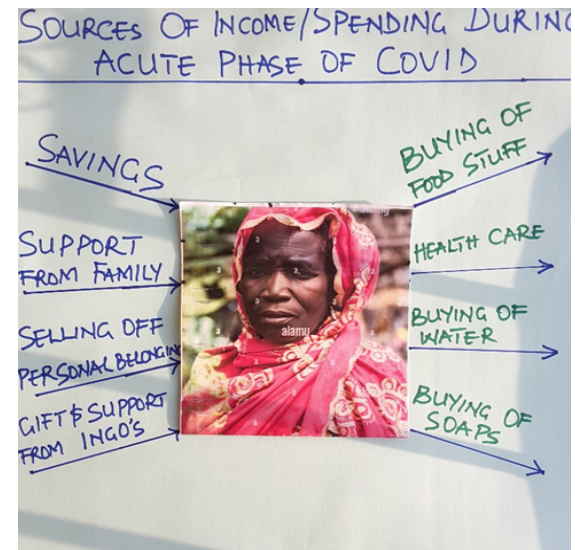 SOURCES OF INCOME/SPENDING DURING
ACUTE PHASE OF COVID
SAVINGS
SUPPORT
FROM FAMILY
SELLING OFF
PERSONAL BELONGING
GIFT & SUPPORT
FROM INGO'S
alamy
BUYING OF
FOOD STUFF
HEALTH CARE
BUYING OF
WATER
BUYING OF
SOAPS